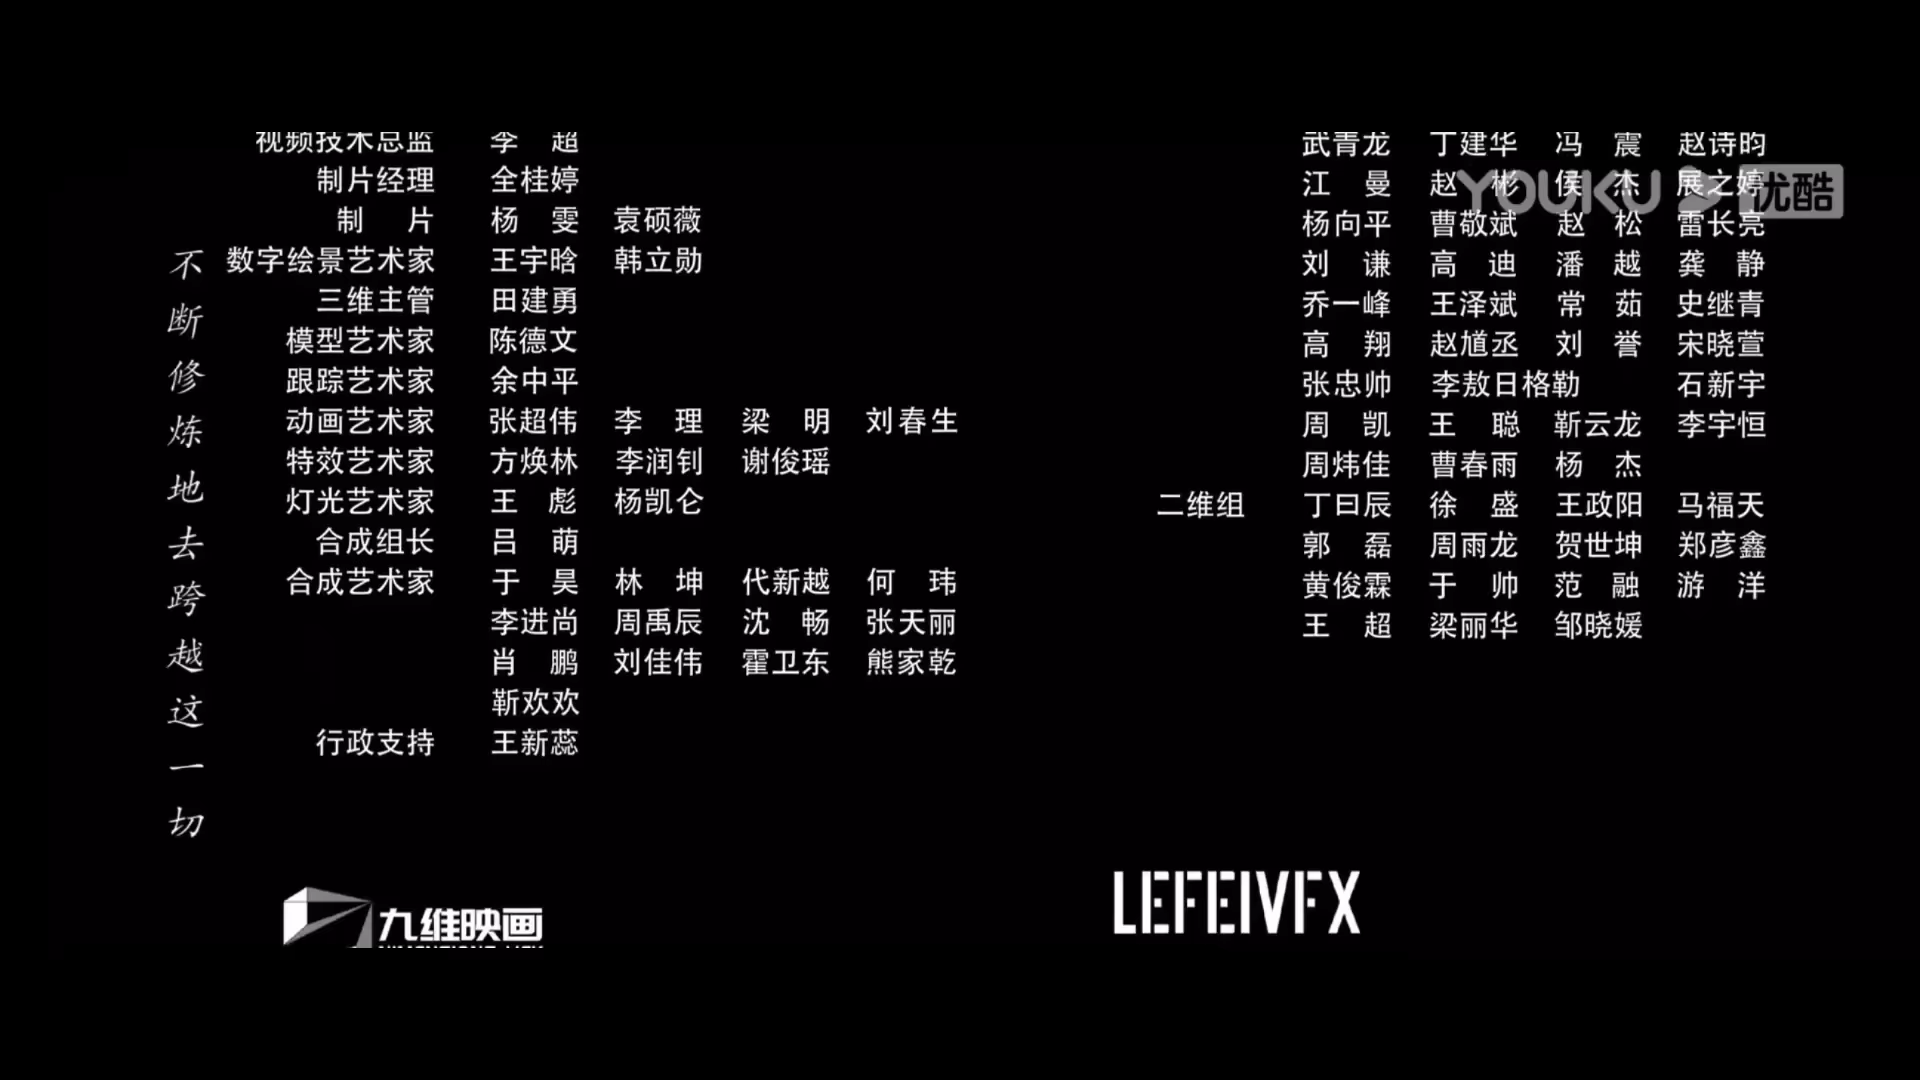 不断修炼地去跨越这一切
视频技术总监 李超
制片经理 全桂婷
制片 杨雯 袁硕薇
数字绘景艺术家 王宇晗 韩立勋
三维主管 田建勇
模型艺术家 陈德文
跟踪艺术家 余中平
动画艺术家 张超伟 李理 梁明 刘春生
特效艺术家 方焕林 李润钊 谢俊瑶
灯光艺术家 王彪 杨凯仑
合成组长 吕萌
合成艺术家 于昊 林坤 代新越 何玮
李进尚 周禹辰 沈畅 张天丽
肖鹏 刘佳伟 霍卫东 熊家乾
靳欢欢
行政支持 王新蕊
九维映画
武青龙 丁建华 冯震 赵诗昀
江曼 赵彬 侯杰 展之婷
YOUKU 优酷
杨向平 曹敬斌 赵松 雷长亮
刘谦 高迪 潘越 龚静
乔一峰 王泽斌 常茹 史继青
高翔 赵馗丞 刘誉 宋晓萱
张忠帅 李敖日格勒 石新宇
周凯 王聪 靳云龙 李宇恒
周炜佳 曹春雨 杨杰
二维组 丁曰辰 徐盛 王政阳 马福天
郭磊 周雨龙 贺世坤 郑彦鑫
黄俊霖 于帅 范融 游洋
王超 梁丽华 邹晓媛
LEFEIVFX